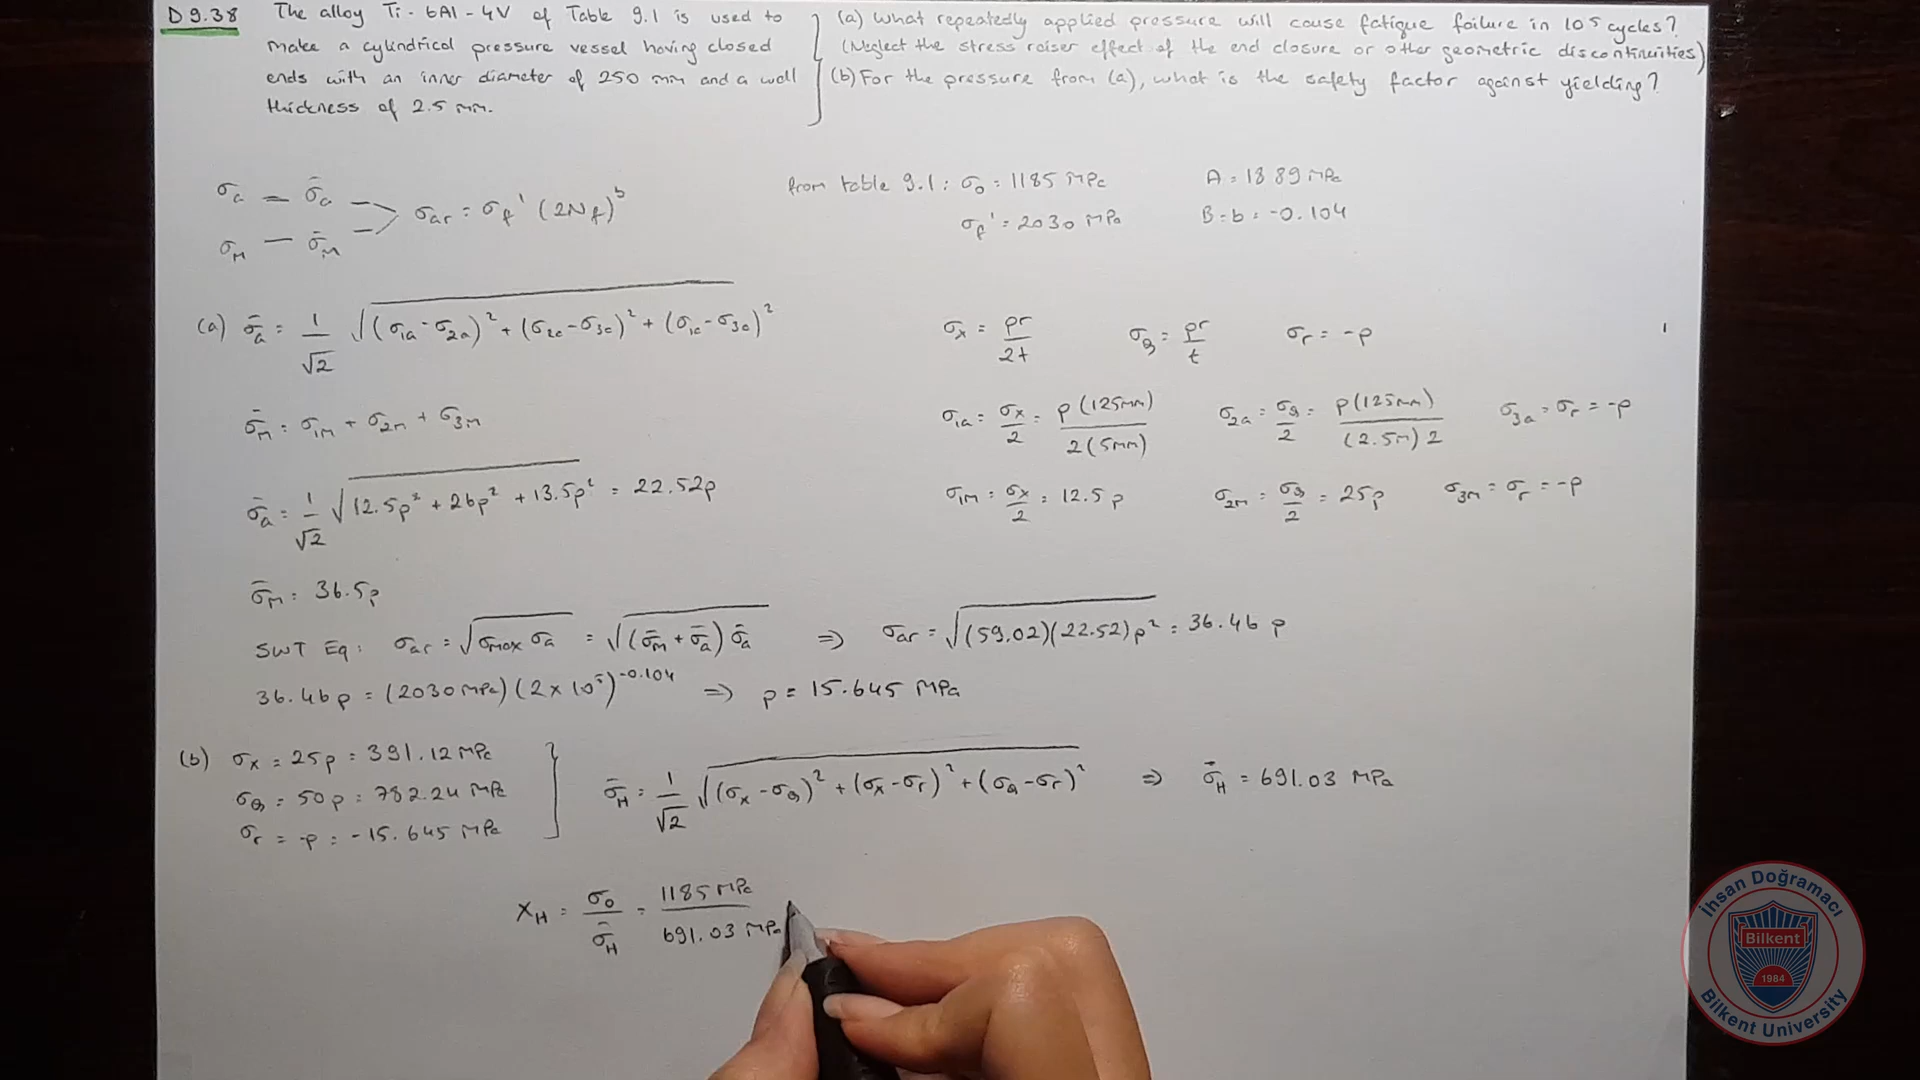 D 9.38 The alloy Ti-6Al-4V of Table 9.1 is used to
make a cylindrical pressure vessel having closed
ends with an inner diameter of 250 mm and a wall
thickness of 2.5 mm.
(a) What repeatedly applied pressure will cause fatigue failure in 10⁵ cycles?
(Neglect the stress raiser effect of the end closure or other geometric discontinuities)
(b) For the pressure from (a), what is the safety factor against yielding?
σa — σ̄a
σm — σ̄m → σar = σf' (2Nf)^b
from table 9.1: σo = 1185 MPa A = 1889 MPa
σf' = 2030 MPa B = b = -0.104
(a) σ̄a = 1/√2 √((σ1a - σ2a)² + (σ2a - σ3a)² + (σ1a - σ3a)²)
σx = pr/2t σθ = pr/t σr = -p
σ̄m = σ1m + σ2m + σ3m
σ1a = σx/2 = p(125mm)/2(5mm) σ2a = σθ/2 = p(125mm)/(2.5m)2 σ3a = σr = -p
σ̄a = 1/√2 √(12.5p² + 26p² + 13.5p²) = 22.52p
σ1m = σx/2 = 12.5p σ2m = σθ/2 = 25p σ3m = σr = -p
σ̄m = 36.5p
SWT Eq: σar = √(σmax σa) = √((σ̄m + σ̄a) σ̄a) ⇒ σar = √((59.02)(22.52)p²) = 36.46 p
36.46p = (2030 MPa)(2 x 10⁵)^-0.104 ⇒ p = 15.645 MPa
(b) σx = 25p = 391.12 MPa
σθ = 50p = 782.24 MPa
σr = -p = -15.645 MPa
σ̄H = 1/√2 √((σx - σθ)² + (σx - σr)² + (σθ - σr)²) ⇒ σ̄H = 691.03 MPa
XH = σo/σ̄H = 1185 MPa/691.03 MPa
İhsan Doğramacı
Bilkent
1984
Bilkent University